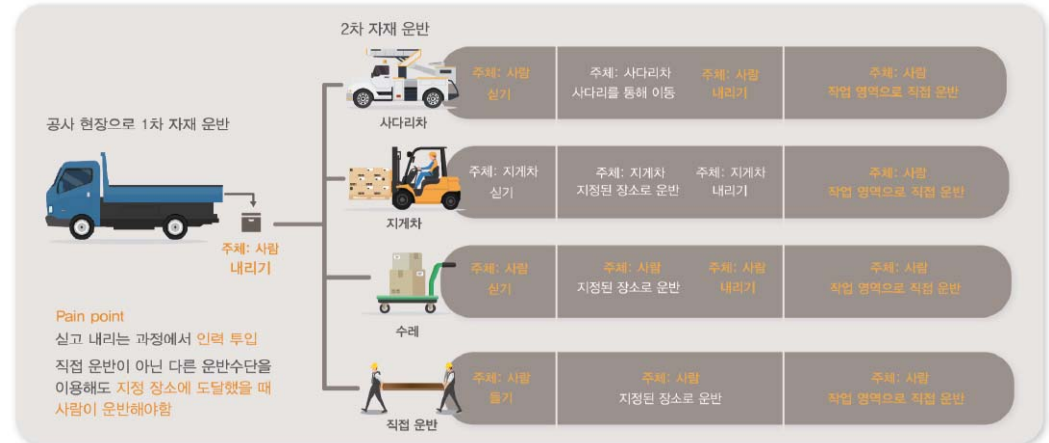 2차 자재 운반
공사 현장으로 1차 자재 운반
주체: 사람
내리기
사다리차
주체: 사람
싣기
주체: 사다리차
사다리를 통해 이동
주체: 사람
내리기
주체: 사람
작업 영역으로 직접 운반
지게차
주체: 지게차
싣기
주체: 지게차
지정된 장소로 운반
주체: 지게차
내리기
주체: 사람
작업 영역으로 직접 운반
수레
주체: 사람
싣기
주체: 사람
지정된 장소로 운반
주체: 사람
내리기
주체: 사람
작업 영역으로 직접 운반
직접 운반
주체: 사람
들기
주체: 사람
지정된 장소로 운반
주체: 사람
작업 영역으로 직접 운반
Pain point
싣고 내리는 과정에서 인력 투입
직접 운반이 아닌 다른 운반수단을
이용해도 지정 장소에 도달했을 때
사람이 운반해야함